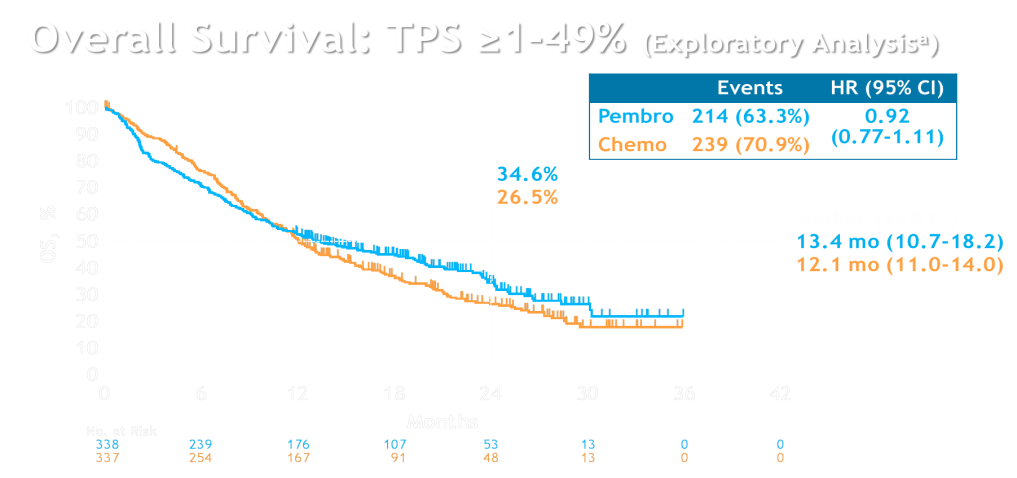 Overall Survival: TPS ≥1-49% (Exploratory Analysisᵃ)
Events HR (95% CI)
Pembro 214 (63.3%) 0.92
(0.77-1.11)
Chemo 239 (70.9%)
34.6%
26.5%
13.4 mo (10.7-18.2)
12.1 mo (11.0-14.0)
OS, %
100
90
80
70
60
50
40
30
20
10
0
0 6 12 18 24 30 36 42
Months
No. at Risk
338 239 176 107 53 13 0 0
337 254 167 91 48 13 0 0